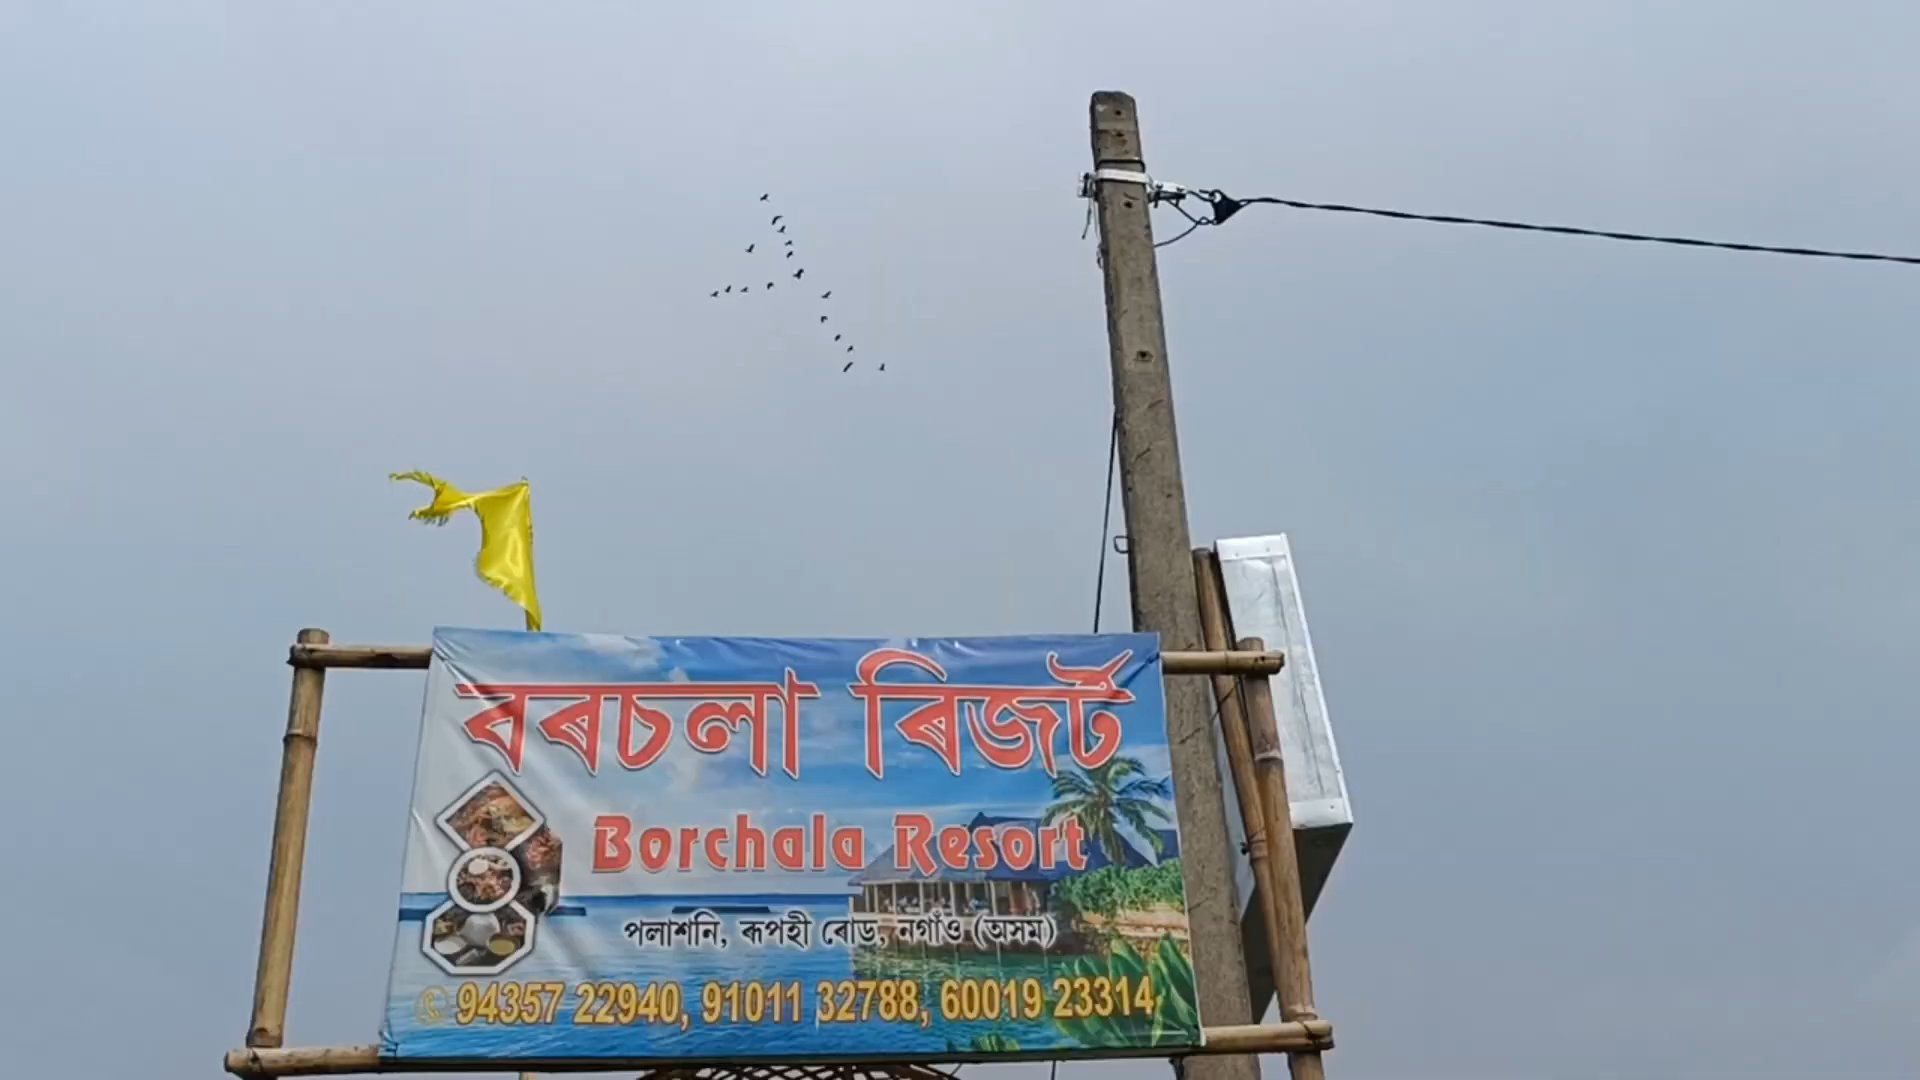 বৰচলা ৰিজৰ্ট
Borchala Resort
পলাশনি, ৰূপহী ৰোড, নগাঁও (অসম)
94357 22940, 91011 32788, 60019 23314